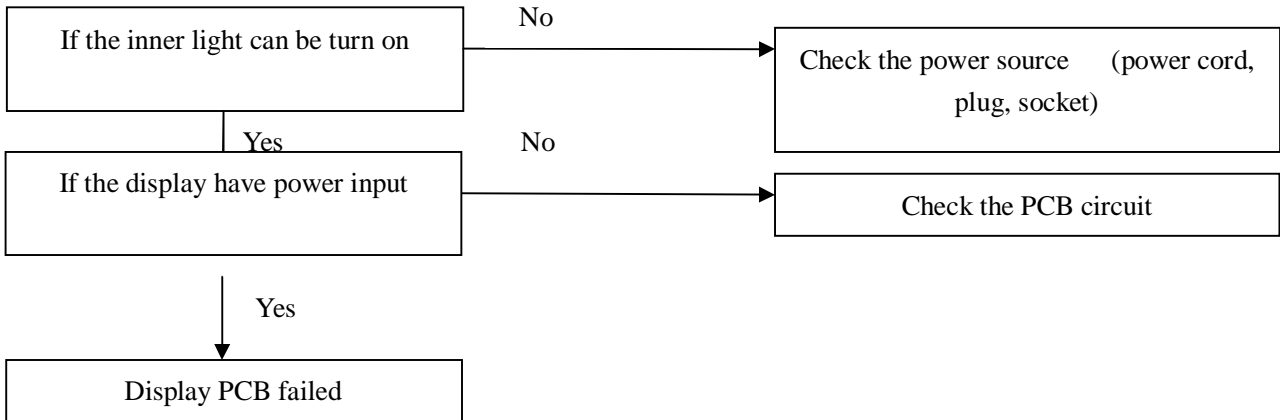 If the inner light can be turn on
No
Check the power source (power cord,
plug, socket)
Yes
No
If the display have power input
Check the PCB circuit
Yes
Display PCB failed